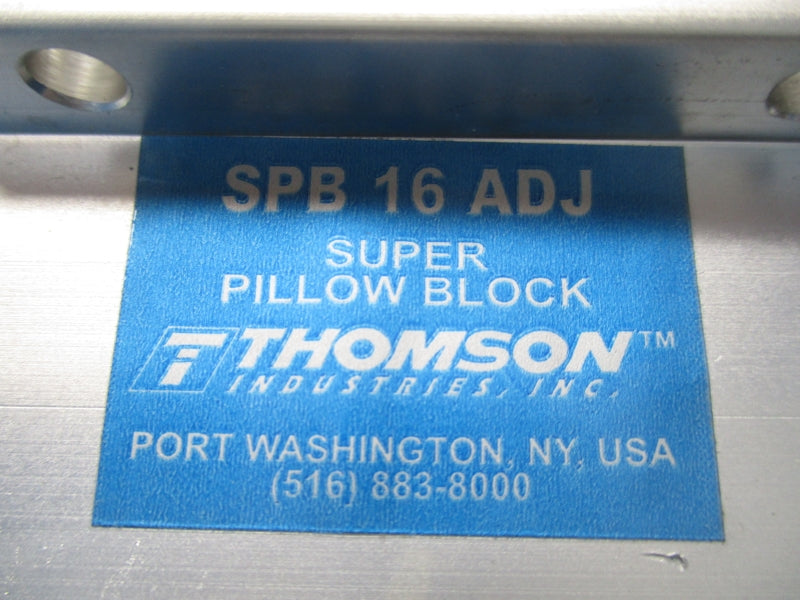 SPB 16 ADJ
SUPER
PILLOW BLOCK
THOMSON™
INDUSTRIES, INC.
PORT WASHINGTON, NY, USA
(516) 883-8000